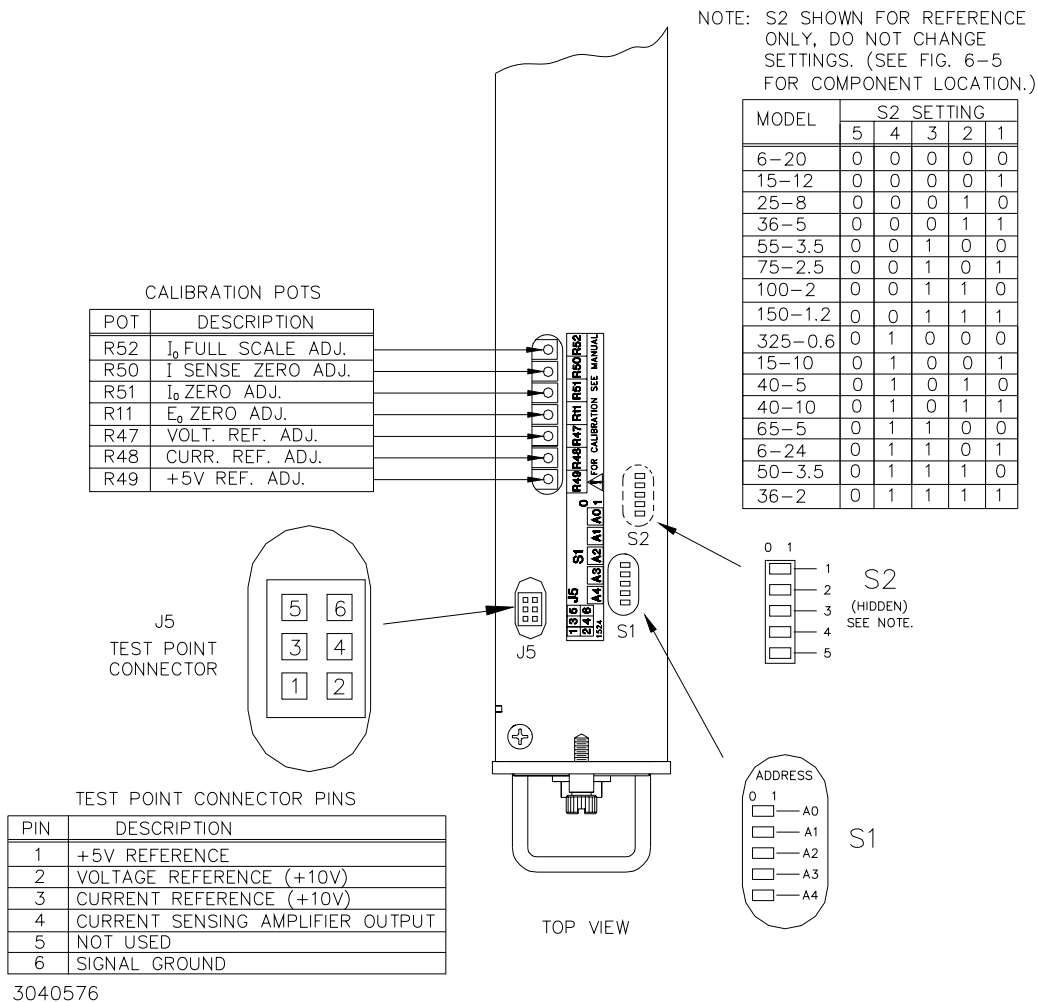 NOTE: S2 SHOWN FOR REFERENCE
ONLY, DO NOT CHANGE
SETTINGS. (SEE FIG. 6-5
FOR COMPONENT LOCATION.)
MODEL S2 SETTING
5 4 3 2 1
6-20 0 0 0 0 0
15-12 0 0 0 0 1
25-8 0 0 0 1 0
36-5 0 0 0 1 1
55-3.5 0 0 1 0 0
75-2.5 0 0 1 0 1
100-2 0 0 1 1 0
150-1.2 0 0 1 1 1
325-0.6 0 1 0 0 0
15-10 0 1 0 0 1
40-5 0 1 0 1 0
40-10 0 1 0 1 1
65-5 0 1 1 0 0
6-24 0 1 1 0 1
50-3.5 0 1 1 1 0
36-2 0 1 1 1 1
CALIBRATION POTS
POT DESCRIPTION
R52 I₀ FULL SCALE ADJ.
R50 I SENSE ZERO ADJ.
R51 I₀ ZERO ADJ.
R11 E₀ ZERO ADJ.
R47 VOLT. REF. ADJ.
R48 CURR. REF. ADJ.
R49 +5V REF. ADJ.
R49 R48 R47 R11 R51 R50 R52
FOR CALIBRATION SEE MANUAL
0 1
S1
A4 A3 A2 A1 A0
J5
1 3 5
2 4 6
1524
S2
S1
J5
J5
TEST POINT
CONNECTOR
5 6
3 4
1 2
0 1
1
2
3
4
5
S2
(HIDDEN)
SEE NOTE.
ADDRESS
0 1
A0
A1
A2
A3
A4
S1
TOP VIEW
TEST POINT CONNECTOR PINS
PIN DESCRIPTION
1 +5V REFERENCE
2 VOLTAGE REFERENCE (+10V)
3 CURRENT REFERENCE (+10V)
4 CURRENT SENSING AMPLIFIER OUTPUT
5 NOT USED
6 SIGNAL GROUND
3040576